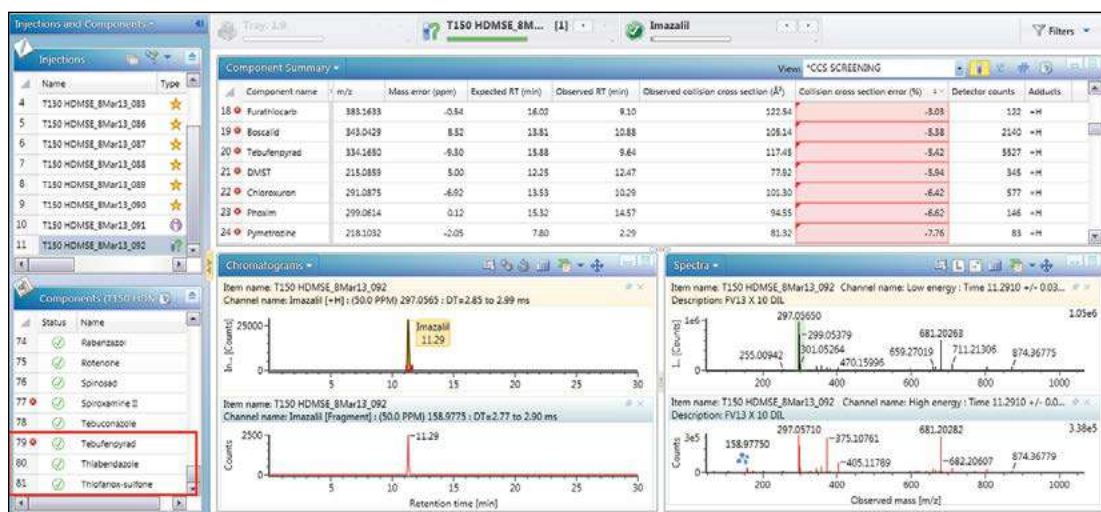 Injections and Components
Tray: 1:9
T150 HDMSE_8M... [1]
Imazalil
Filters
Injections
Name Type
4 T150 HDMSE_8Mar13_085
5 T150 HDMSE_8Mar13_086
6 T150 HDMSE_8Mar13_087
7 T150 HDMSE_8Mar13_088
8 T150 HDMSE_8Mar13_089
9 T150 HDMSE_8Mar13_090
10 T150 HDMSE_8Mar13_091
11 T150 HDMSE_8Mar13_092
Component Summary
View: *CCS SCREENING
Component name m/z Mass error (ppm) Expected RT (min) Observed RT (min) Observed collision cross section (Å²) Collision cross section error (%) Detector counts Adducts
18 Furathiocarb 383.1633 -0.54 16.02 9.10 122.54 -3.03 122 +H
19 Boscalid 343.0429 8.52 13.81 10.88 105.14 -5.38 2140 +H
20 Tebufenpyrad 334.1650 -9.30 15.88 9.64 117.45 -5.42 5527 +H
21 DMST 215.0859 5.00 12.25 12.47 77.92 -5.94 345 +H
22 Chloroxuron 291.0875 -6.92 13.53 10.29 101.30 -6.42 577 +H
23 Phoxim 299.0614 0.12 15.32 14.57 94.55 -6.62 146 +H
24 Pymetrozine 218.1032 -2.05 7.80 2.29 81.32 -7.76 83 +H
Components (T150 HDM
Status Name
74 Rabenzazol
75 Rotenone
76 Spinosad
77 Spiroxamine II
78 Tebuconazole
79 Tebufenpyrad
80 Thiabendazole
81 Thiofanox-sulfone
Chromatograms
Item name: T150 HDMSE_8Mar13_092
Channel name: Imazalil [+H] : (50.0 PPM) 297.0565 : DT=2.85 to 2.99 ms
In... [Counts]
25000
0
Imazalil
11.29
5 10 15 20 25 30
Item name: T150 HDMSE_8Mar13_092
Channel name: Imazalil [Fragment] : (50.0 PPM) 158.9775 : DT=2.77 to 2.90 ms
Counts
2500
0
11.29
5 10 15 20 25 30
Retention time [min]
Spectra
Item name: T150 HDMSE_8Mar13_092 Channel name: Low energy : Time 11.2910 +/- 0.03...
Description: FV13 X 10 DIL
1.05e6
I... [Counts]
1e6
0
297.05650
299.05379
301.05264
255.00942
470.15996
659.27019
681.20263
711.21306
874.36775
200 400 600 800 1000
Item name: T150 HDMSE_8Mar13_092 Channel name: High energy : Time 11.2910 +/- 0.0...
Description: FV13 X 10 DIL
3.38e5
Counts
3e5
0
158.97750
297.05710
375.10761
405.11789
681.20282
682.20607
874.36779
200 400 600 800 1000
Observed mass [m/z]